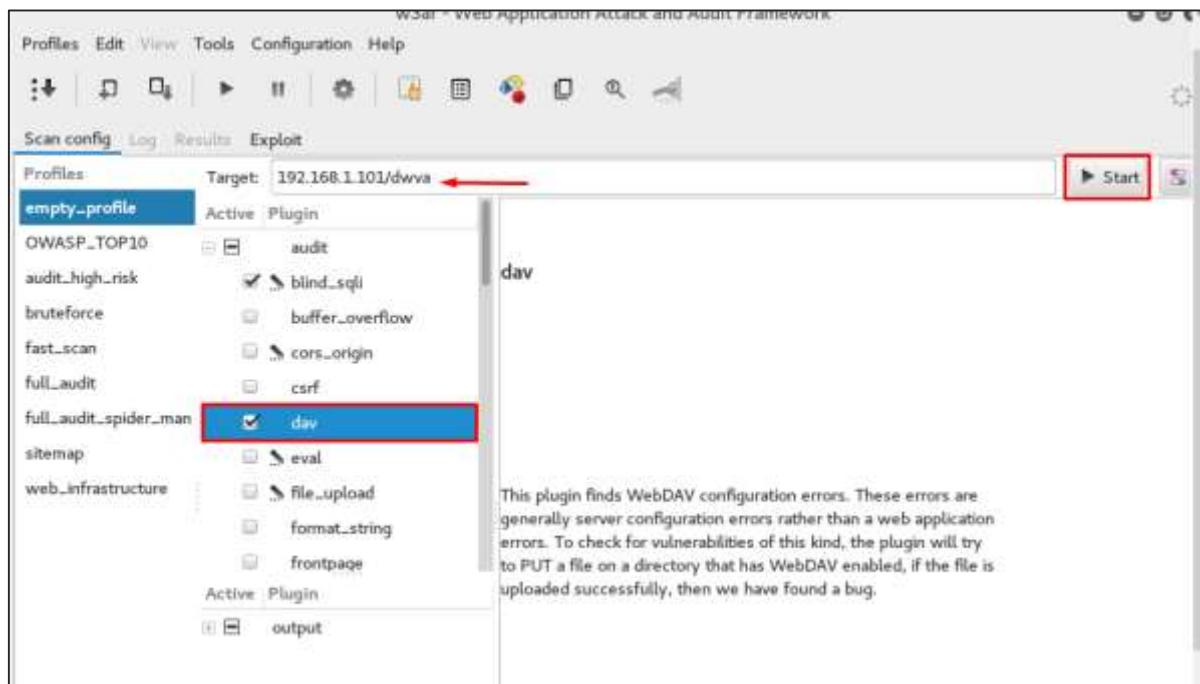 w3af - Web Application Attack and Audit Framework
Profiles Edit View Tools Configuration Help
Scan config Log Results Exploit
Profiles
empty_profile
OWASP_TOP10
audit_high_risk
bruteforce
fast_scan
full_audit
full_audit_spider_man
sitemap
web_infrastructure
Target: 192.168.1.101/dwva
Start
Active Plugin
audit
blind_sqli
buffer_overflow
cors_origin
csrf
dav
eval
file_upload
format_string
frontpage
Active Plugin
output
dav
This plugin finds WebDAV configuration errors. These errors are
generally server configuration errors rather than a web application
errors. To check for vulnerabilities of this kind, the plugin will try
to PUT a file on a directory that has WebDAV enabled, if the file is
uploaded successfully, then we have found a bug.